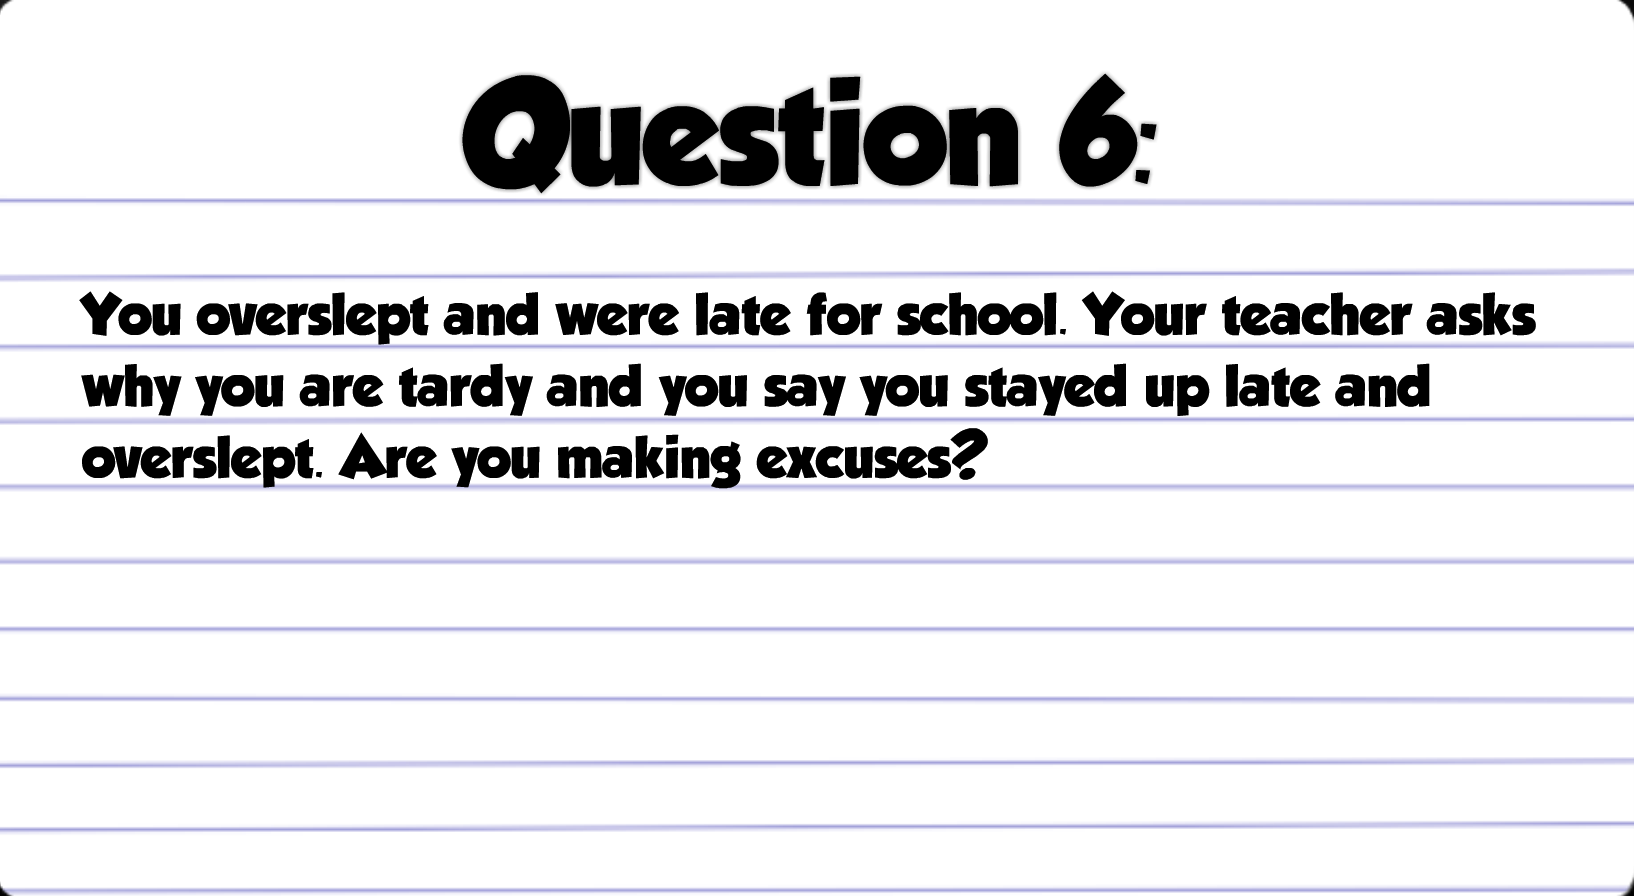 Question 6:
You overslept and were late for school. Your teacher asks
why you are tardy and you say you stayed up late and
overslept. Are you making excuses?